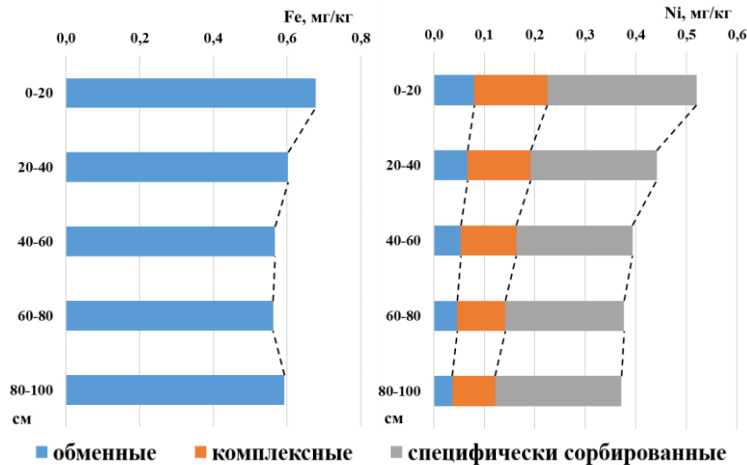 Fe, мг/кг
0,0 0,2 0,4 0,6 0,8
0-20
20-40
40-60
60-80
80-100
см
Ni, мг/кг
0,0 0,1 0,2 0,3 0,4 0,5 0,6
0-20
20-40
40-60
60-80
80-100
см
обменные комплексные специфически сорбированные